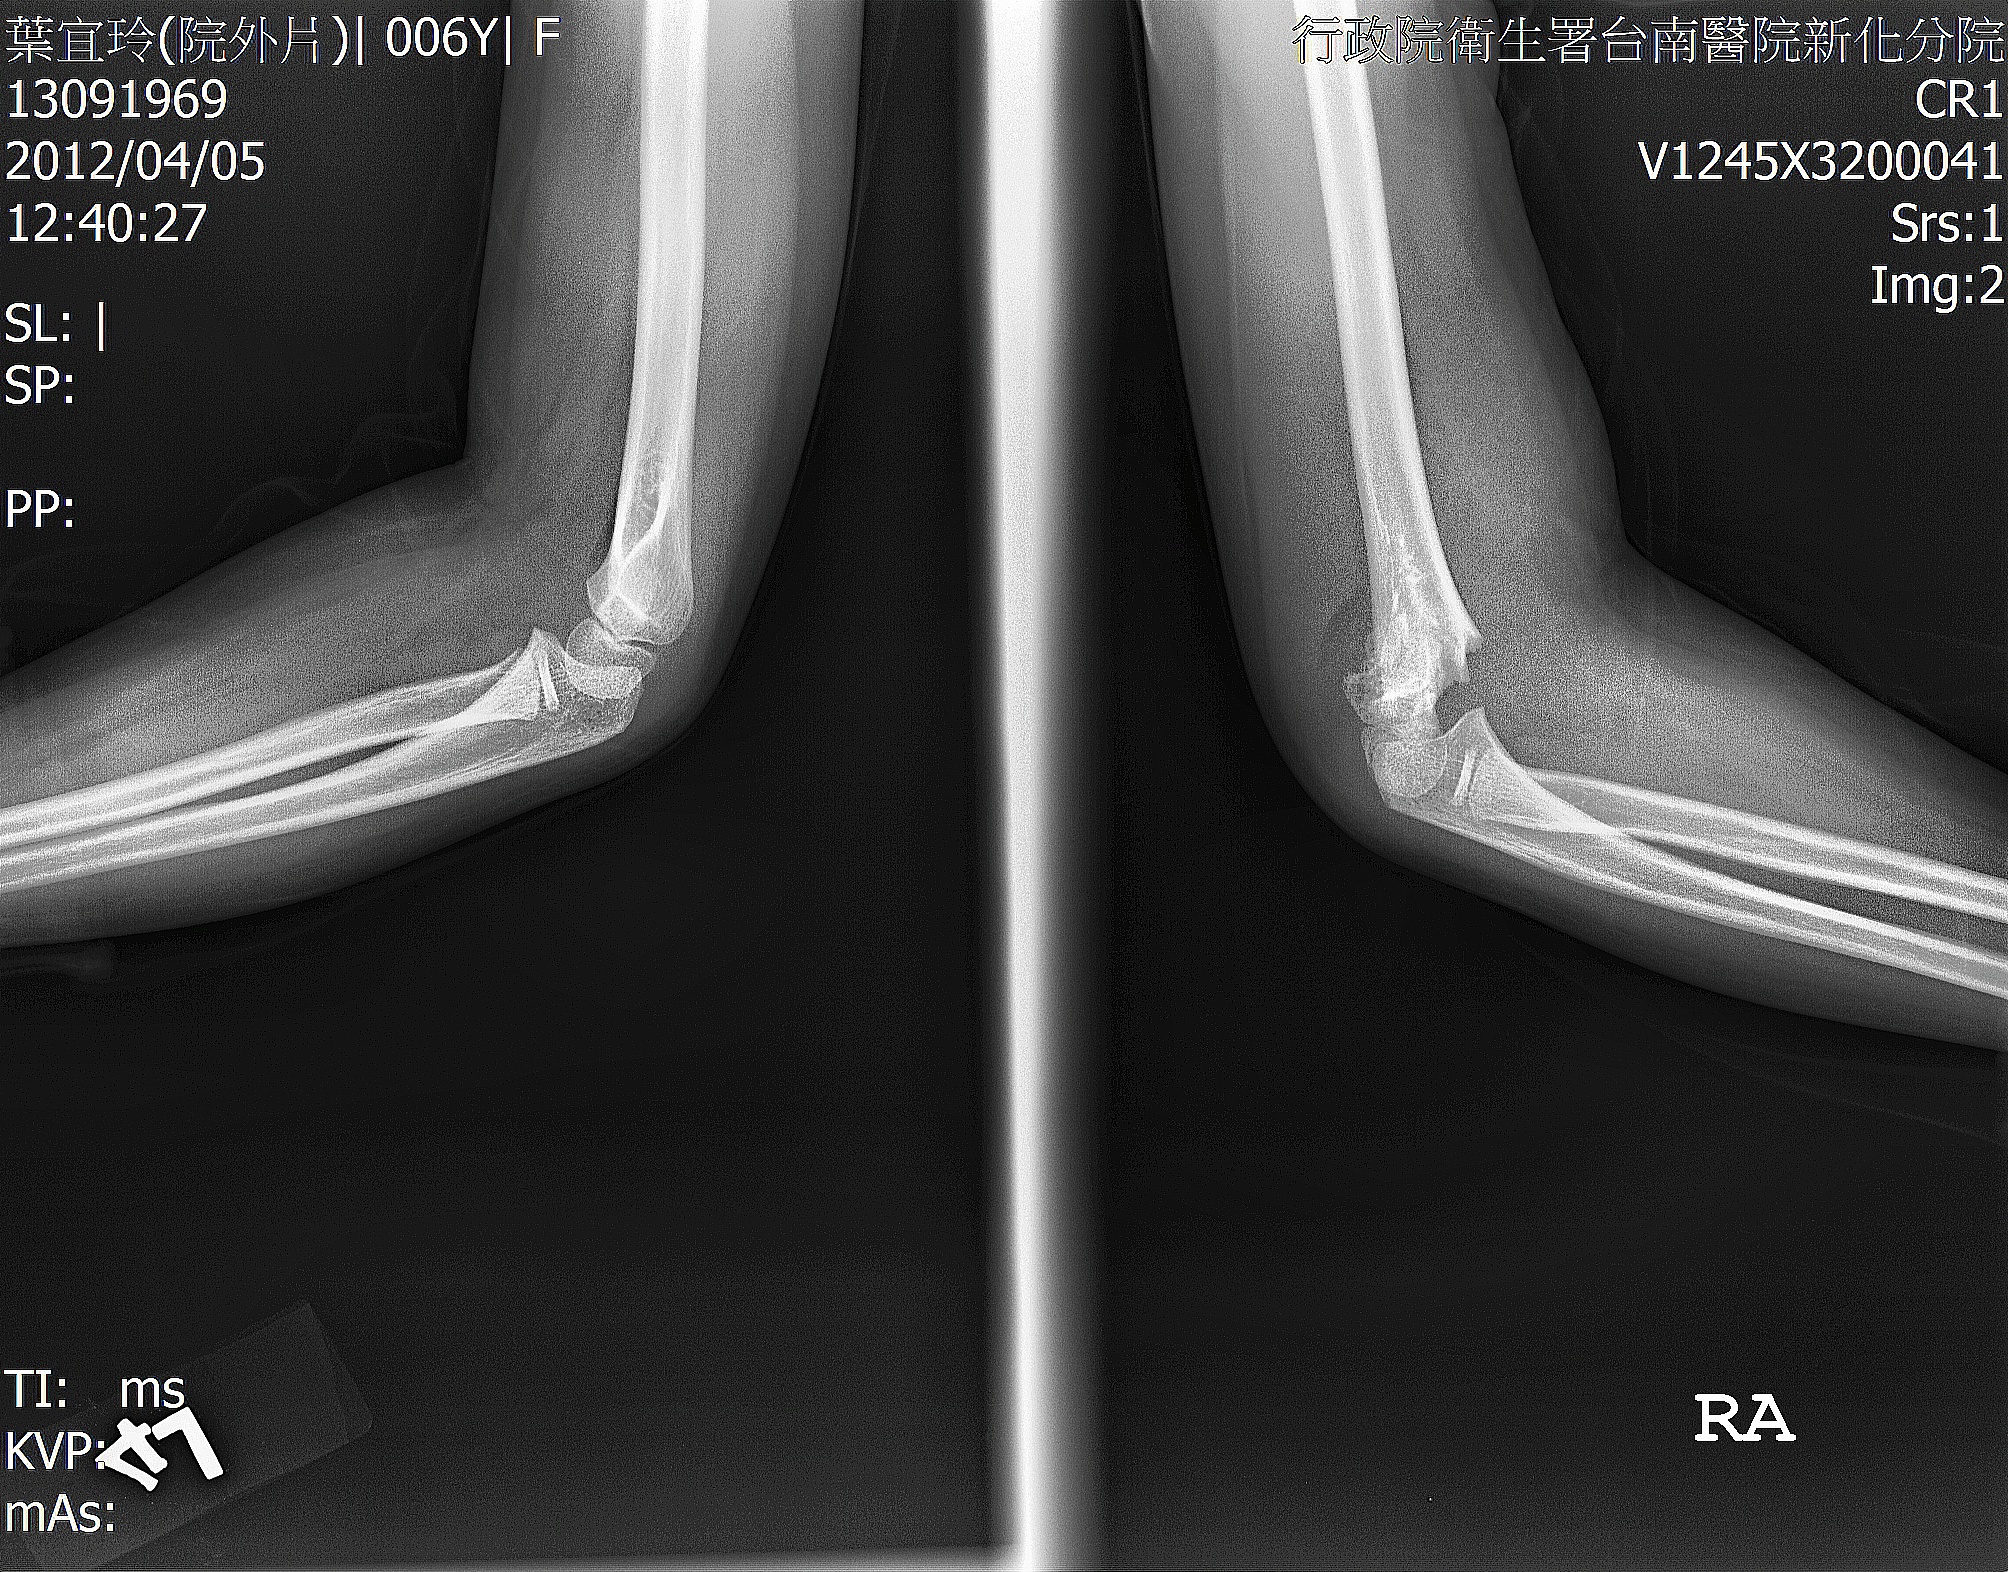 葉宜玲(院外片)| 006Y| F
13091969
2012/04/05
12:40:27
SL: |
SP:
PP:
行政院衛生署台南醫院新化分院
CR1
V1245X3200041
Srs:1
Img:2
TI: ms
KVP:
mAs:
RA